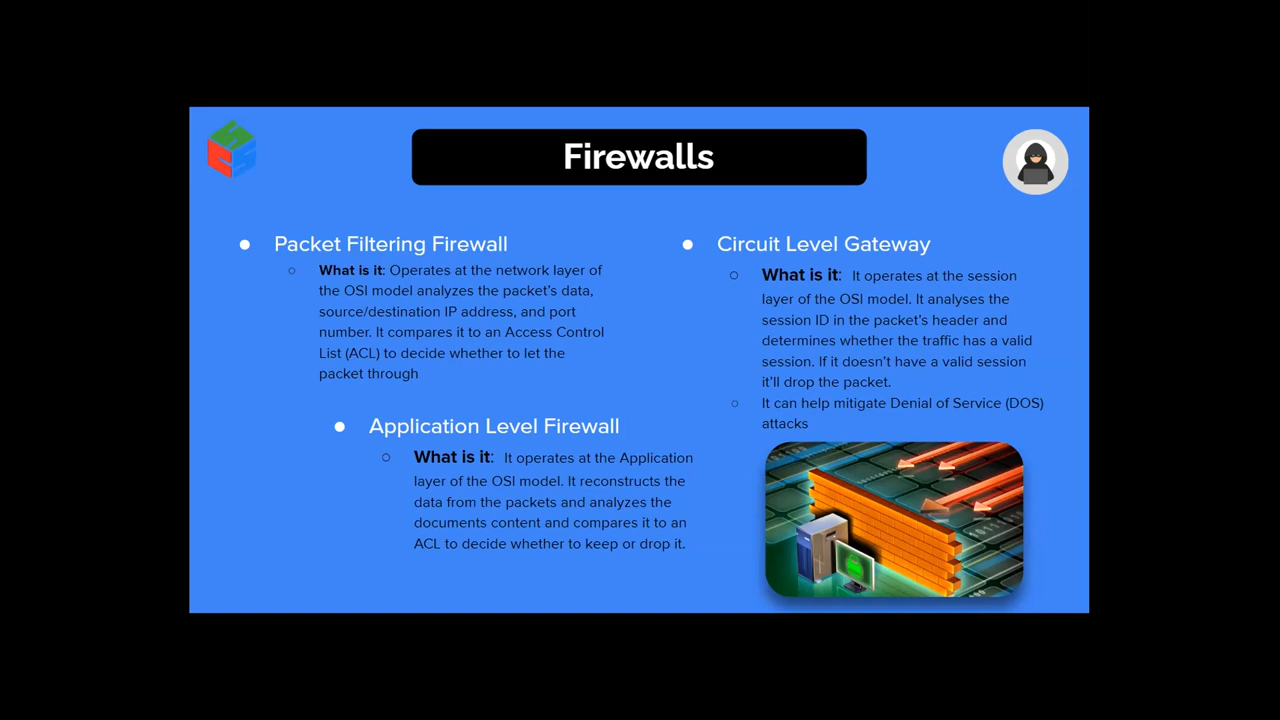 Firewalls
● Packet Filtering Firewall
○ What is it: Operates at the network layer of
the OSI model analyzes the packet's data,
source/destination IP address, and port
number. It compares it to an Access Control
List (ACL) to decide whether to let the
packet through
● Application Level Firewall
○ What is it: It operates at the Application
layer of the OSI model. It reconstructs the
data from the packets and analyzes the
documents content and compares it to an
ACL to decide whether to keep or drop it.
● Circuit Level Gateway
○ What is it: It operates at the session
layer of the OSI model. It analyses the
session ID in the packet's header and
determines whether the traffic has a valid
session. If it doesn't have a valid session
it'll drop the packet.
○ It can help mitigate Denial of Service (DOS)
attacks